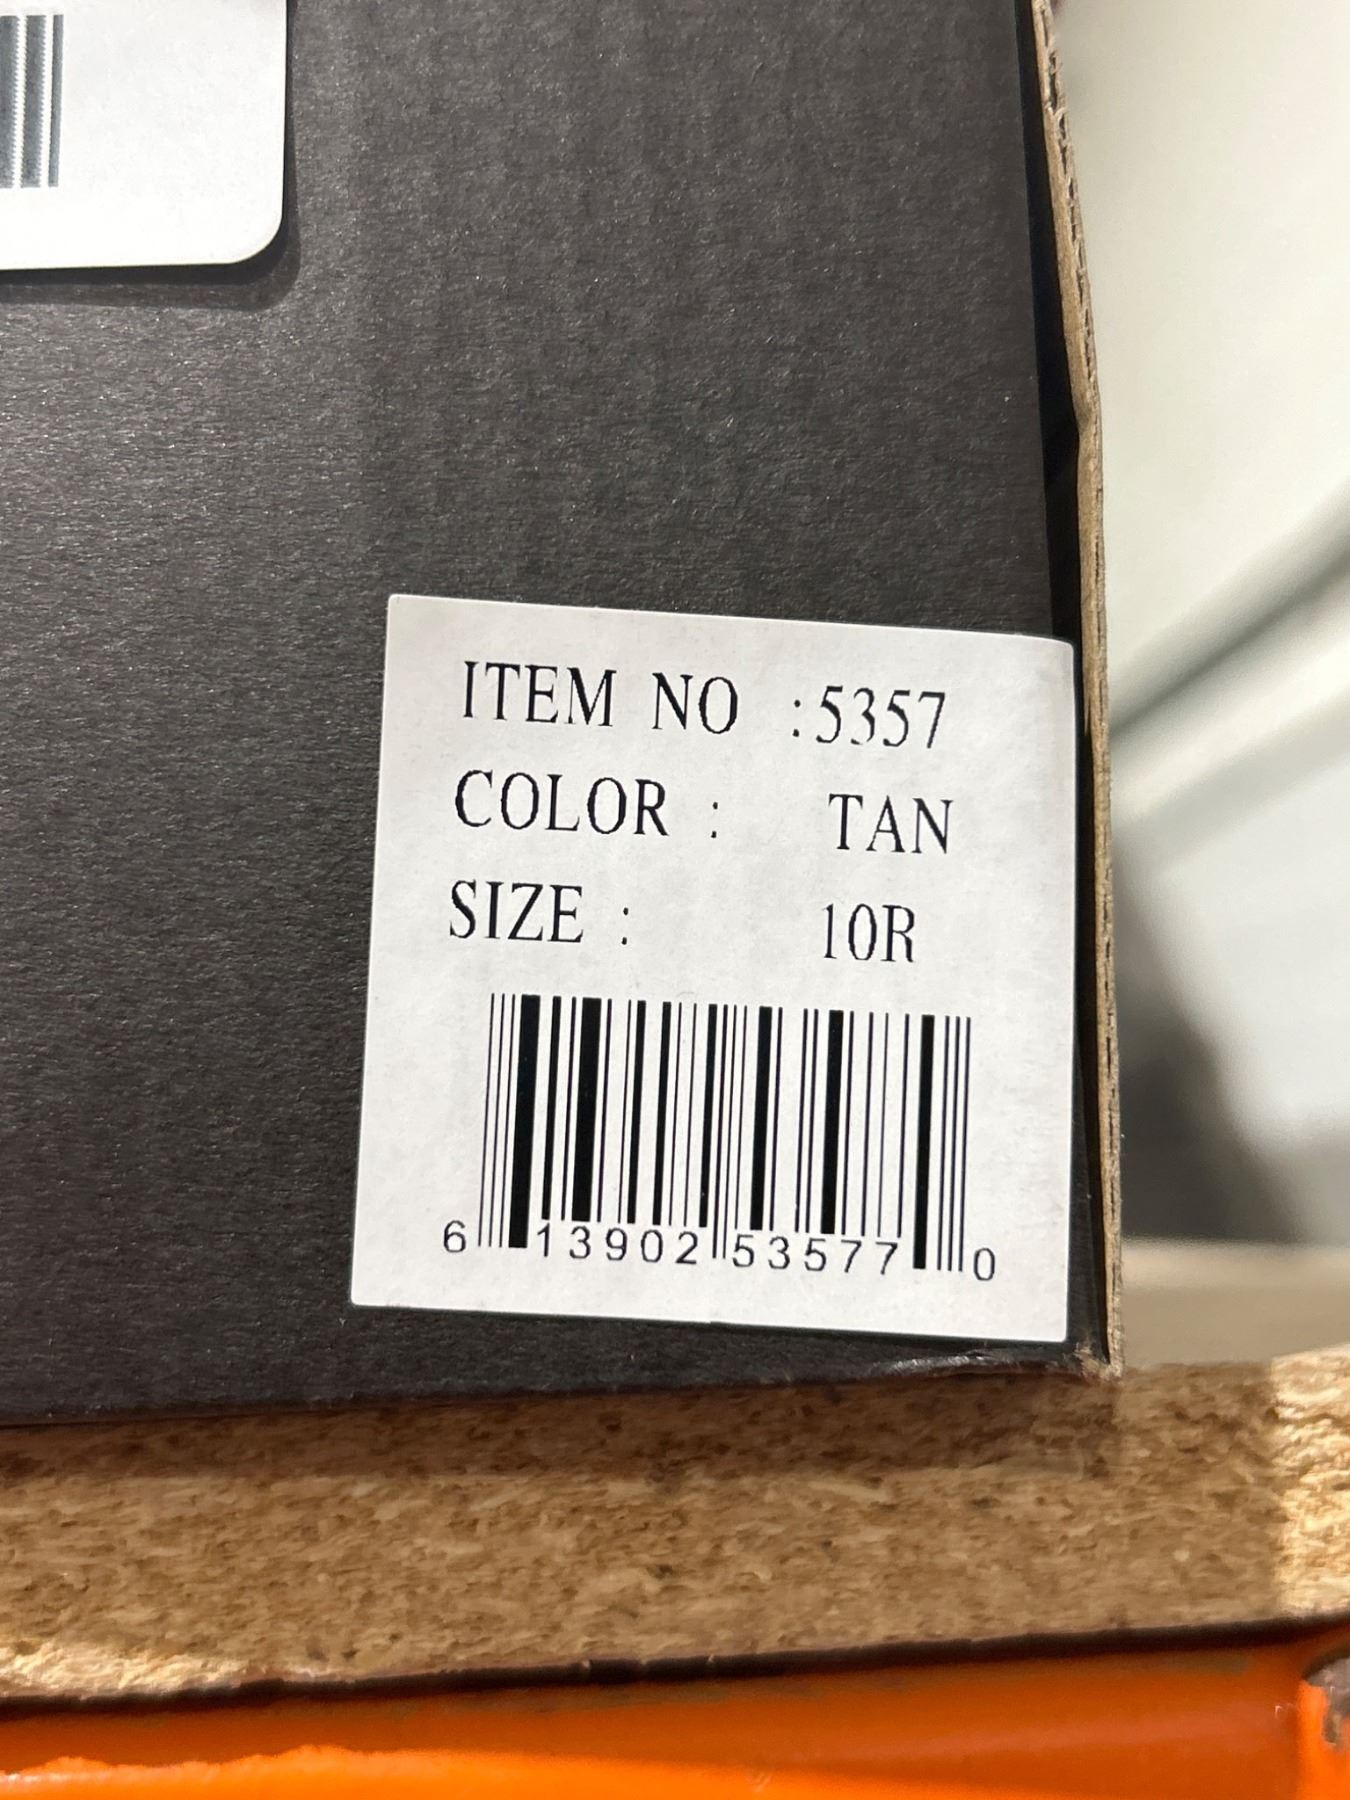 ITEM NO :5357
COLOR : TAN
SIZE : 10R
6 13902 53577 0